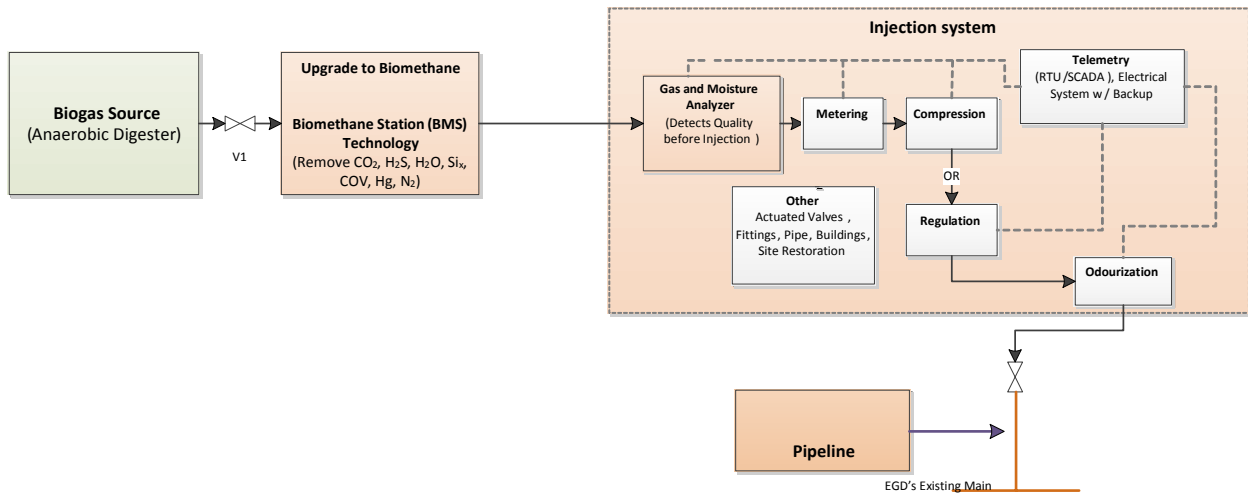 Injection system
Biogas Source
(Anaerobic Digester)
V1
Upgrade to Biomethane
Biomethane Station (BMS)
Technology
(Remove CO₂, H₂S, H₂O, Siₓ,
COV, Hg, N₂)
Gas and Moisture
Analyzer
(Detects Quality
before Injection )
Metering
Compression
Telemetry
(RTU /SCADA ), Electrical
System w / Backup
OR
Other
Actuated Valves ,
Fittings, Pipe, Buildings,
Site Restoration
Regulation
Odourization
Pipeline
EGD's Existing Main